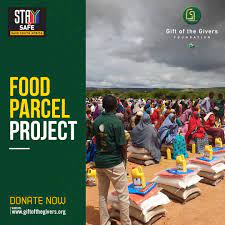 STAY
SAFE
Gift of the Givers
FOUNDATION
FOOD
PARCEL
PROJECT
DONATE NOW
www.giftofthegivers.org